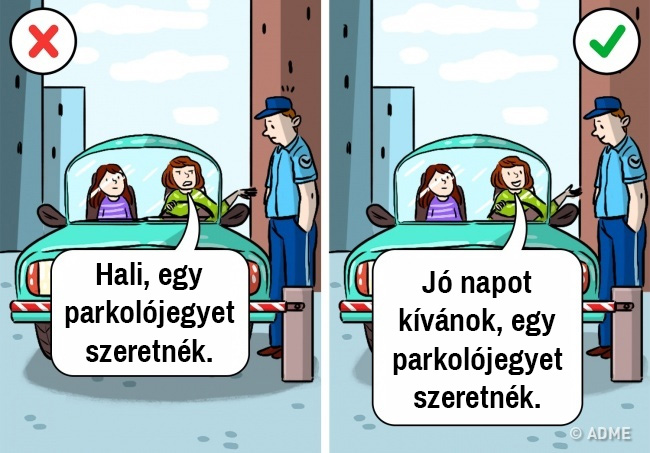 Hali, egy
parkolójegyet
szeretnék.
Jó napot
kívánok, egy
parkolójegyet
szeretnék.
© ADME